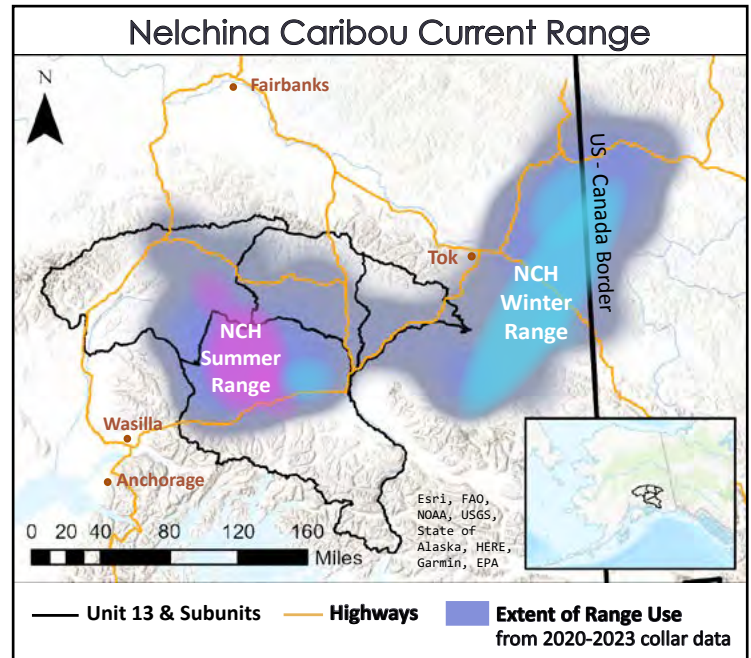 Nelchina Caribou Current Range
N
Fairbanks
US - Canada Border
Tok
NCH
Winter
Range
NCH
Summer
Range
Wasilla
Anchorage
Esri, FAO,
NOAA, USGS,
State of
Alaska, HERE,
Garmin, EPA
0 20 40 80 120 160
Miles
Unit 13 & Subunits
Highways
Extent of Range Use
from 2020-2023 collar data